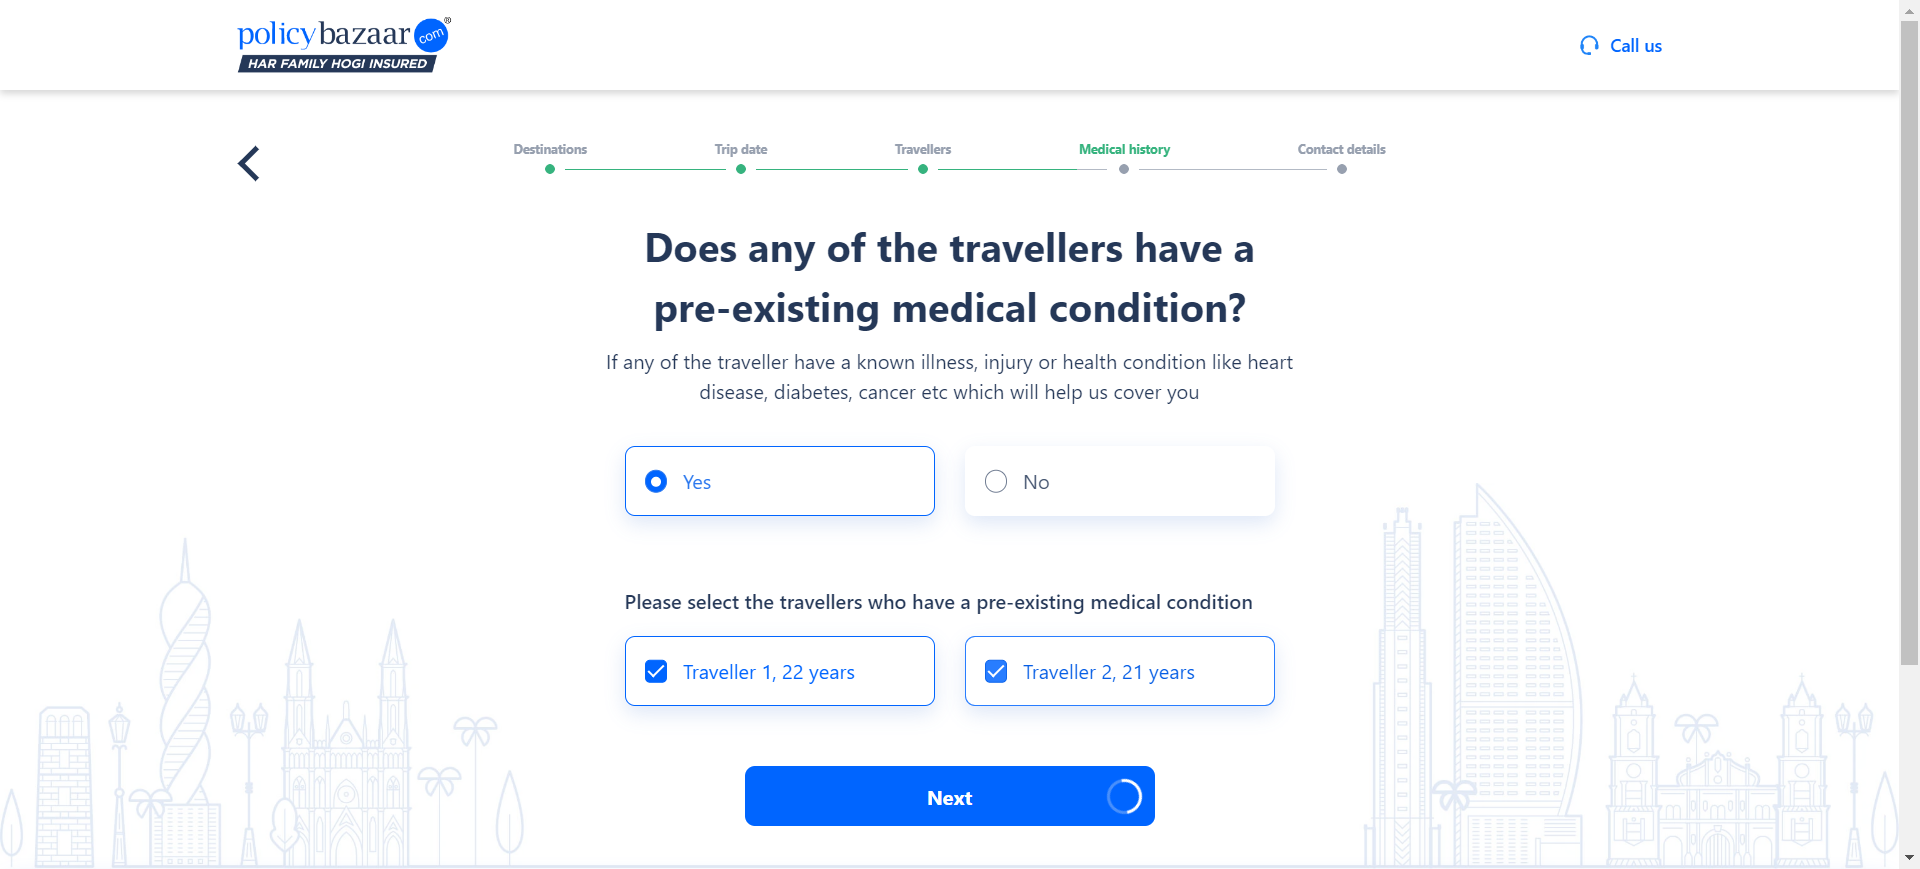 policybazaar com ®
HAR FAMILY HOGI INSURED
Call us
Destinations
Trip date
Travellers
Medical history
Contact details
Does any of the travellers have a
pre-existing medical condition?
If any of the traveller have a known illness, injury or health condition like heart
disease, diabetes, cancer etc which will help us cover you
Yes
No
Please select the travellers who have a pre-existing medical condition
Traveller 1, 22 years
Traveller 2, 21 years
Next